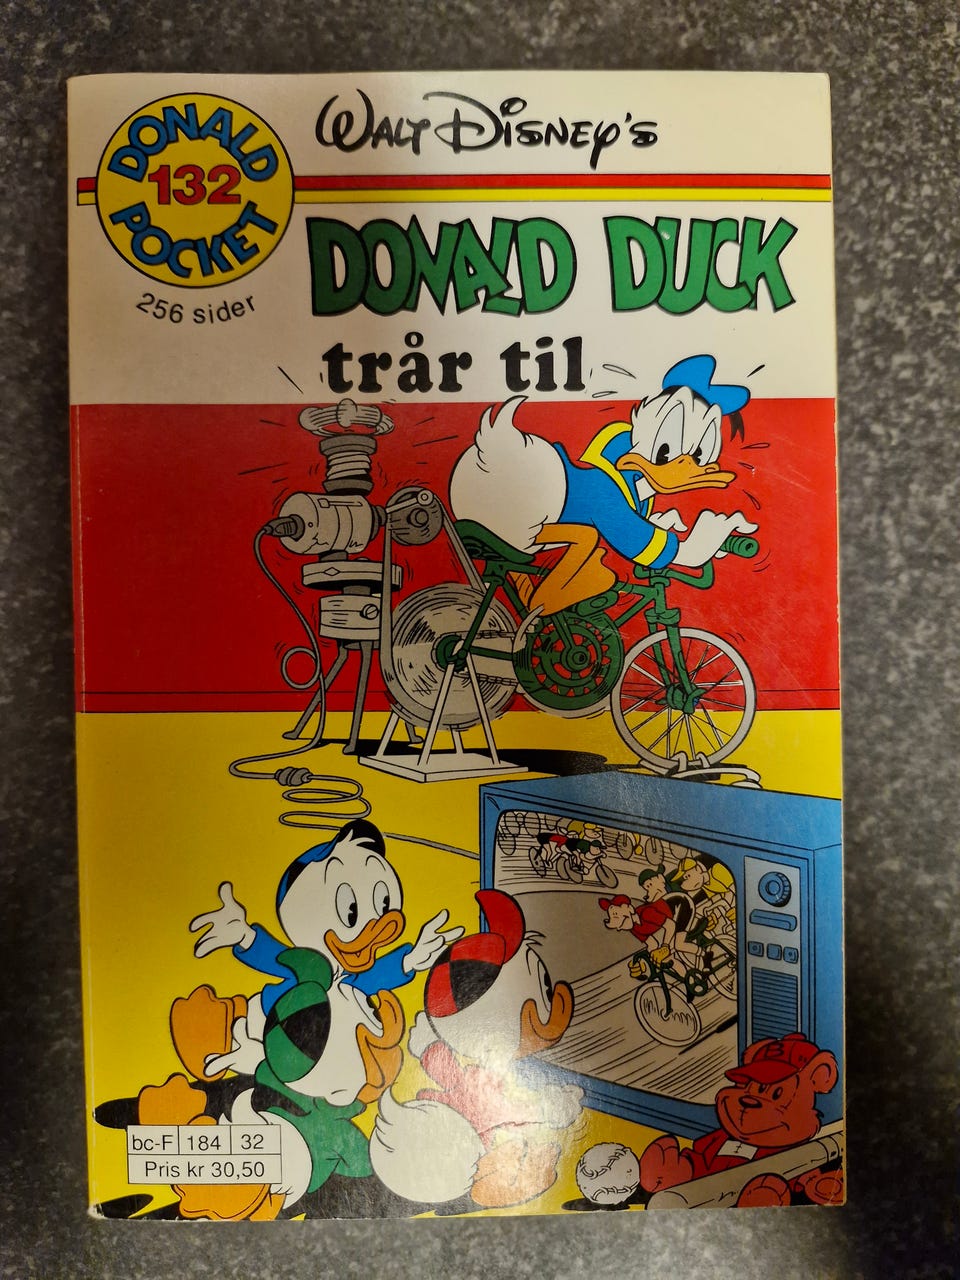 DONALD
132
POCKET
256 sider
WALT DISNEY'S
DONALD DUCK
trår til
B
bc-F 184 32
Pris kr 30,50